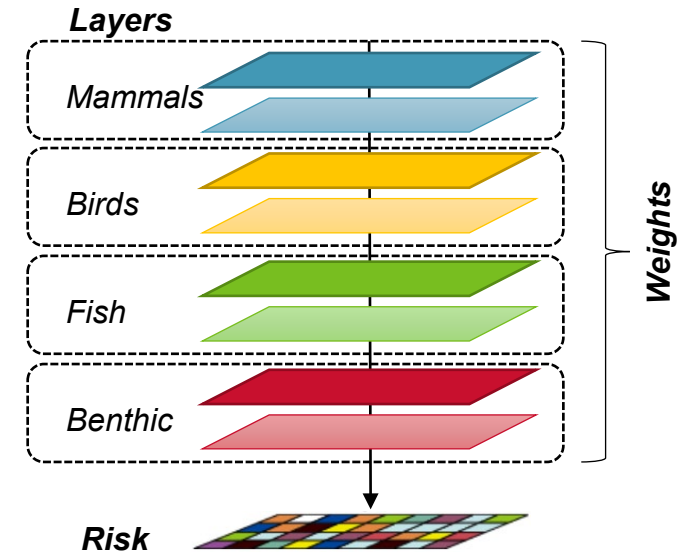 Layers
Mammals
Birds
Fish
Benthic
Weights
Risk